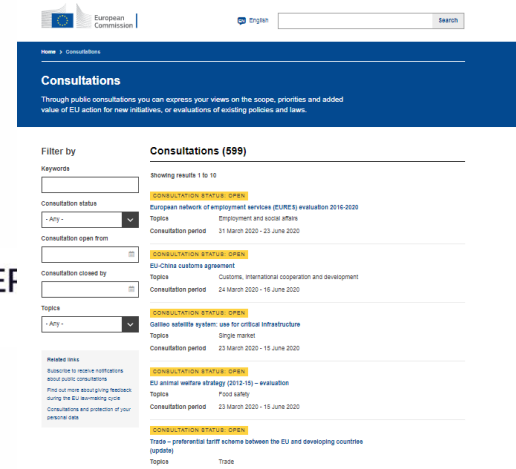 European
Commission
English
Search
Home > Consultations
Consultations
Through public consultations you can express your views on the scope, priorities and added
value of EU action for new initiatives, or evaluations of existing policies and laws.
Filter by
Keywords
Consultation status
- Any -
Consultation open from
Consultation closed by
Topics
- Any -
Related links
Subscribe to receive notifications
about public consultations
Find out more about giving feedback
during the EU law-making cycle
Consultations and protection of your
personal data
Consultations (599)
Showing results 1 to 10
CONSULTATION STATUS: OPEN
European network of employment services (EURES) evaluation 2016-2020
Topics Employment and social affairs
Consultation period 31 March 2020 - 23 June 2020
CONSULTATION STATUS: OPEN
EU-China customs agreement
Topics Customs, International cooperation and development
Consultation period 24 March 2020 - 16 June 2020
CONSULTATION STATUS: OPEN
Galileo satellite system: use for critical infrastructure
Topics Single market
Consultation period 23 March 2020 - 15 June 2020
CONSULTATION STATUS: OPEN
EU animal welfare strategy (2012-15) – evaluation
Topics Food safety
Consultation period 23 March 2020 - 15 June 2020
CONSULTATION STATUS: OPEN
Trade – preferential tariff scheme between the EU and developing countries
(update)
Topics Trade